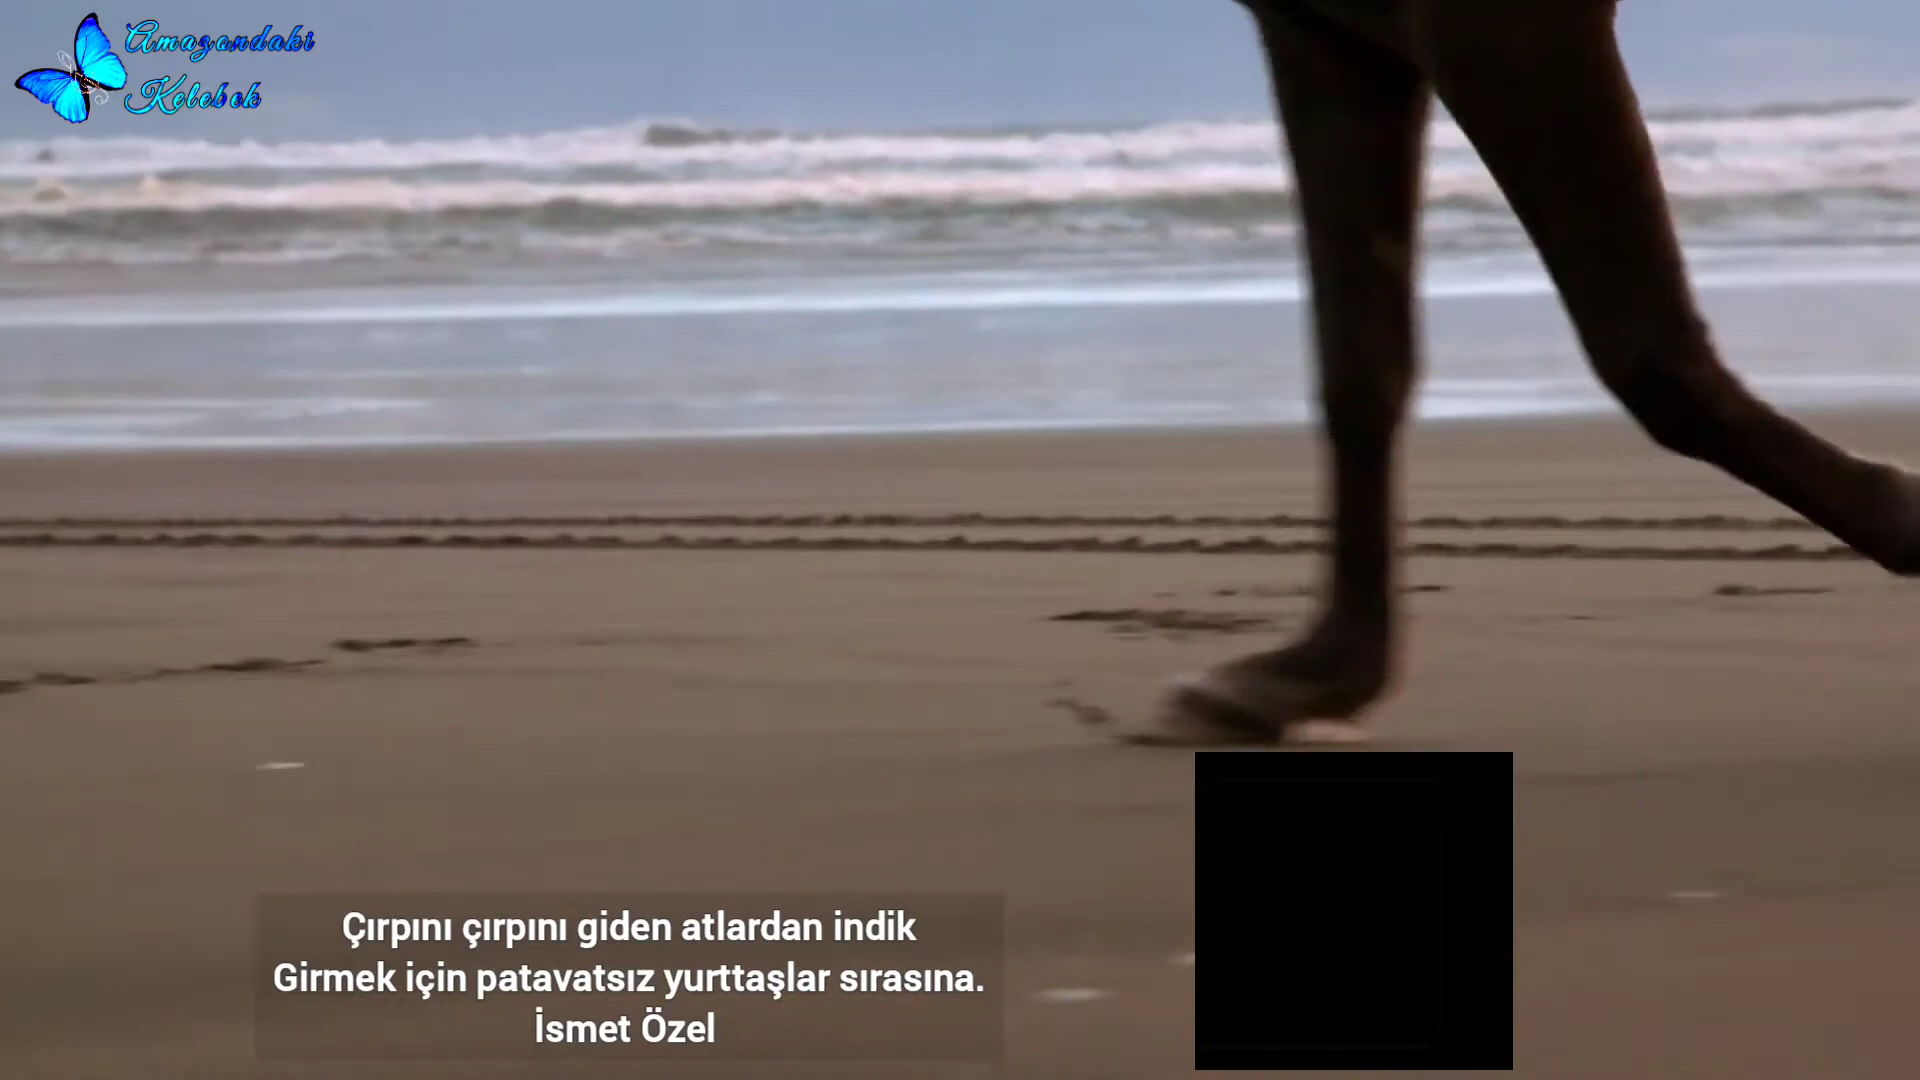 Amazondaki
Kelebek
Çırpını çırpını giden atlardan indik
Girmek için patavatsız yurttaşlar sırasına.
İsmet Özel